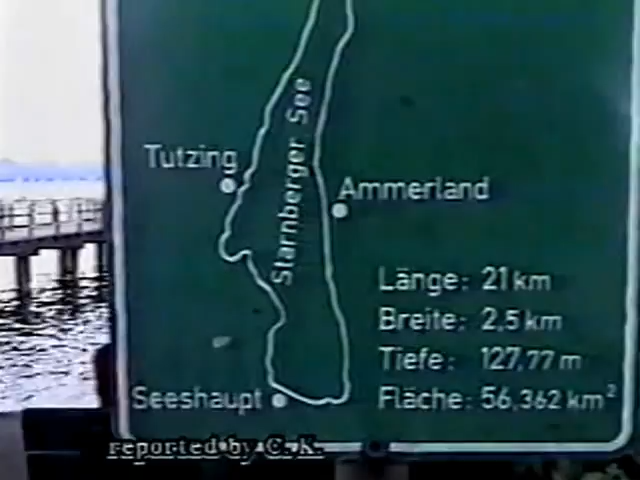 Tutzing
Starnberger See
Ammerland
Länge: 21 km
Breite: 2,5 km
Tiefe: 127,77 m
Fläche: 56,362 km²
Seeshaupt
reported by C. K.